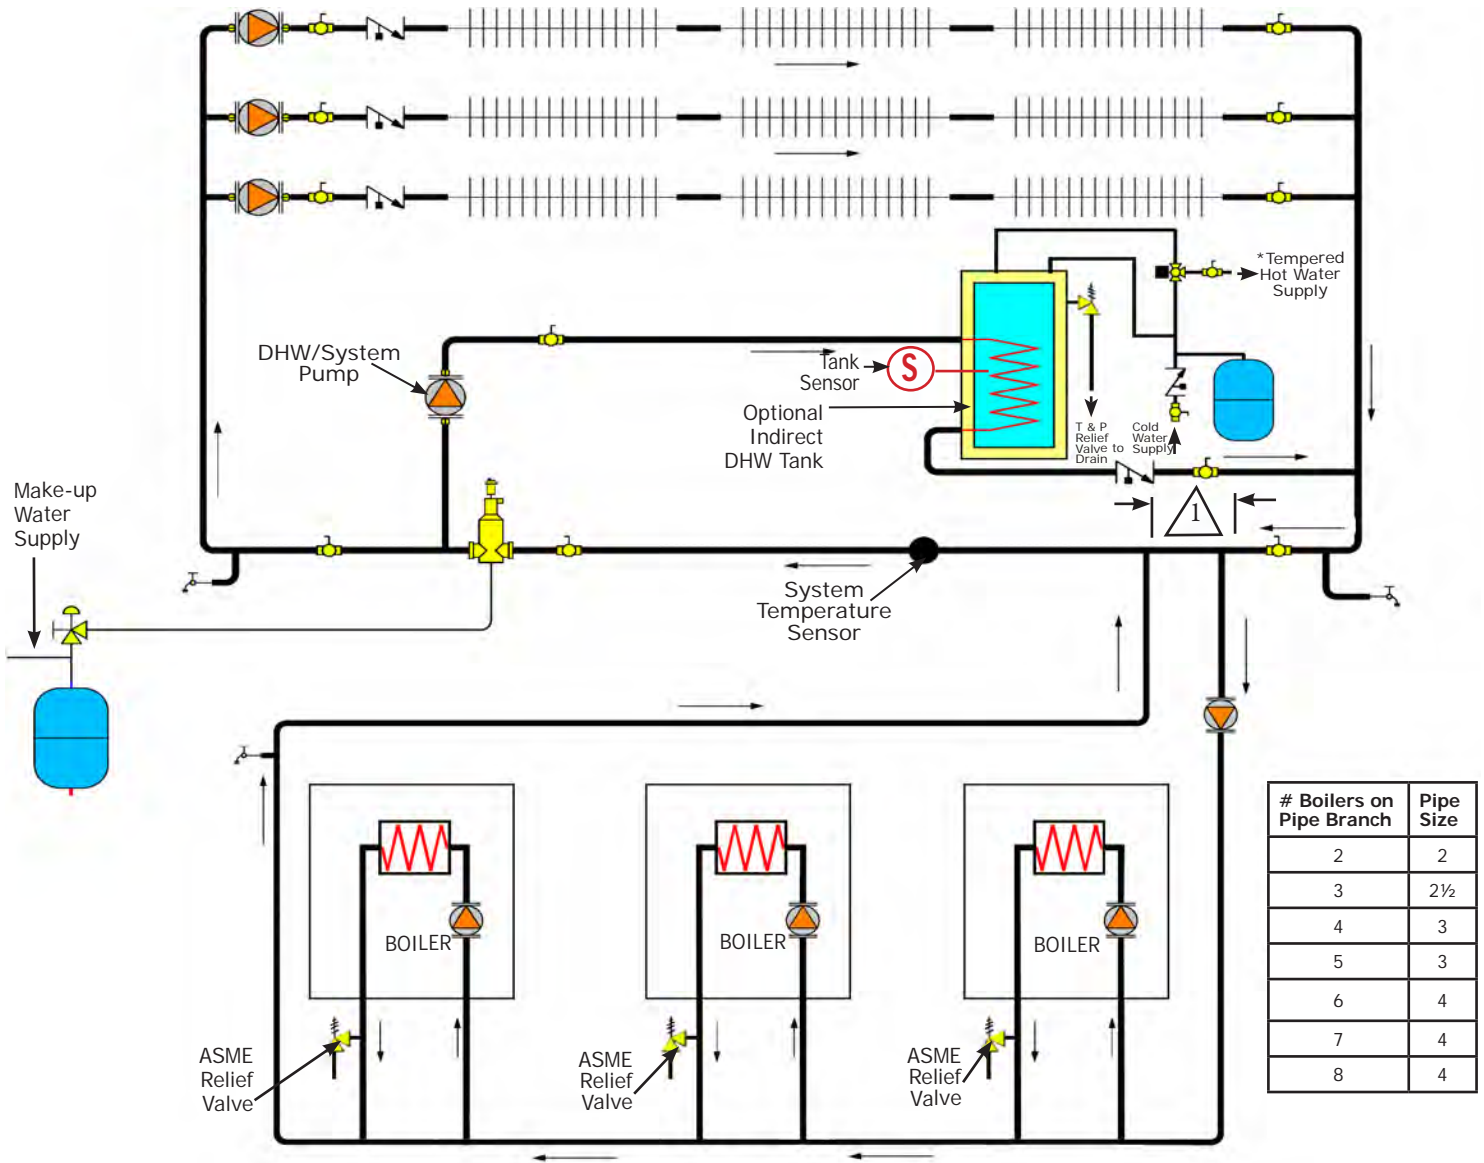 *Tempered
Hot Water
Supply
DHW/System
Pump
Tank
Sensor
S
Optional
Indirect
DHW Tank
T & P
Relief
Valve to
Drain
Cold
Water
Supply
1
Make-up
Water
Supply
System
Temperature
Sensor
BOILER
BOILER
BOILER
ASME
Relief
Valve
ASME
Relief
Valve
ASME
Relief
Valve
# Boilers on Pipe
Pipe Branch Size
2 2
3 2½
4 3
5 3
6 4
7 4
8 4